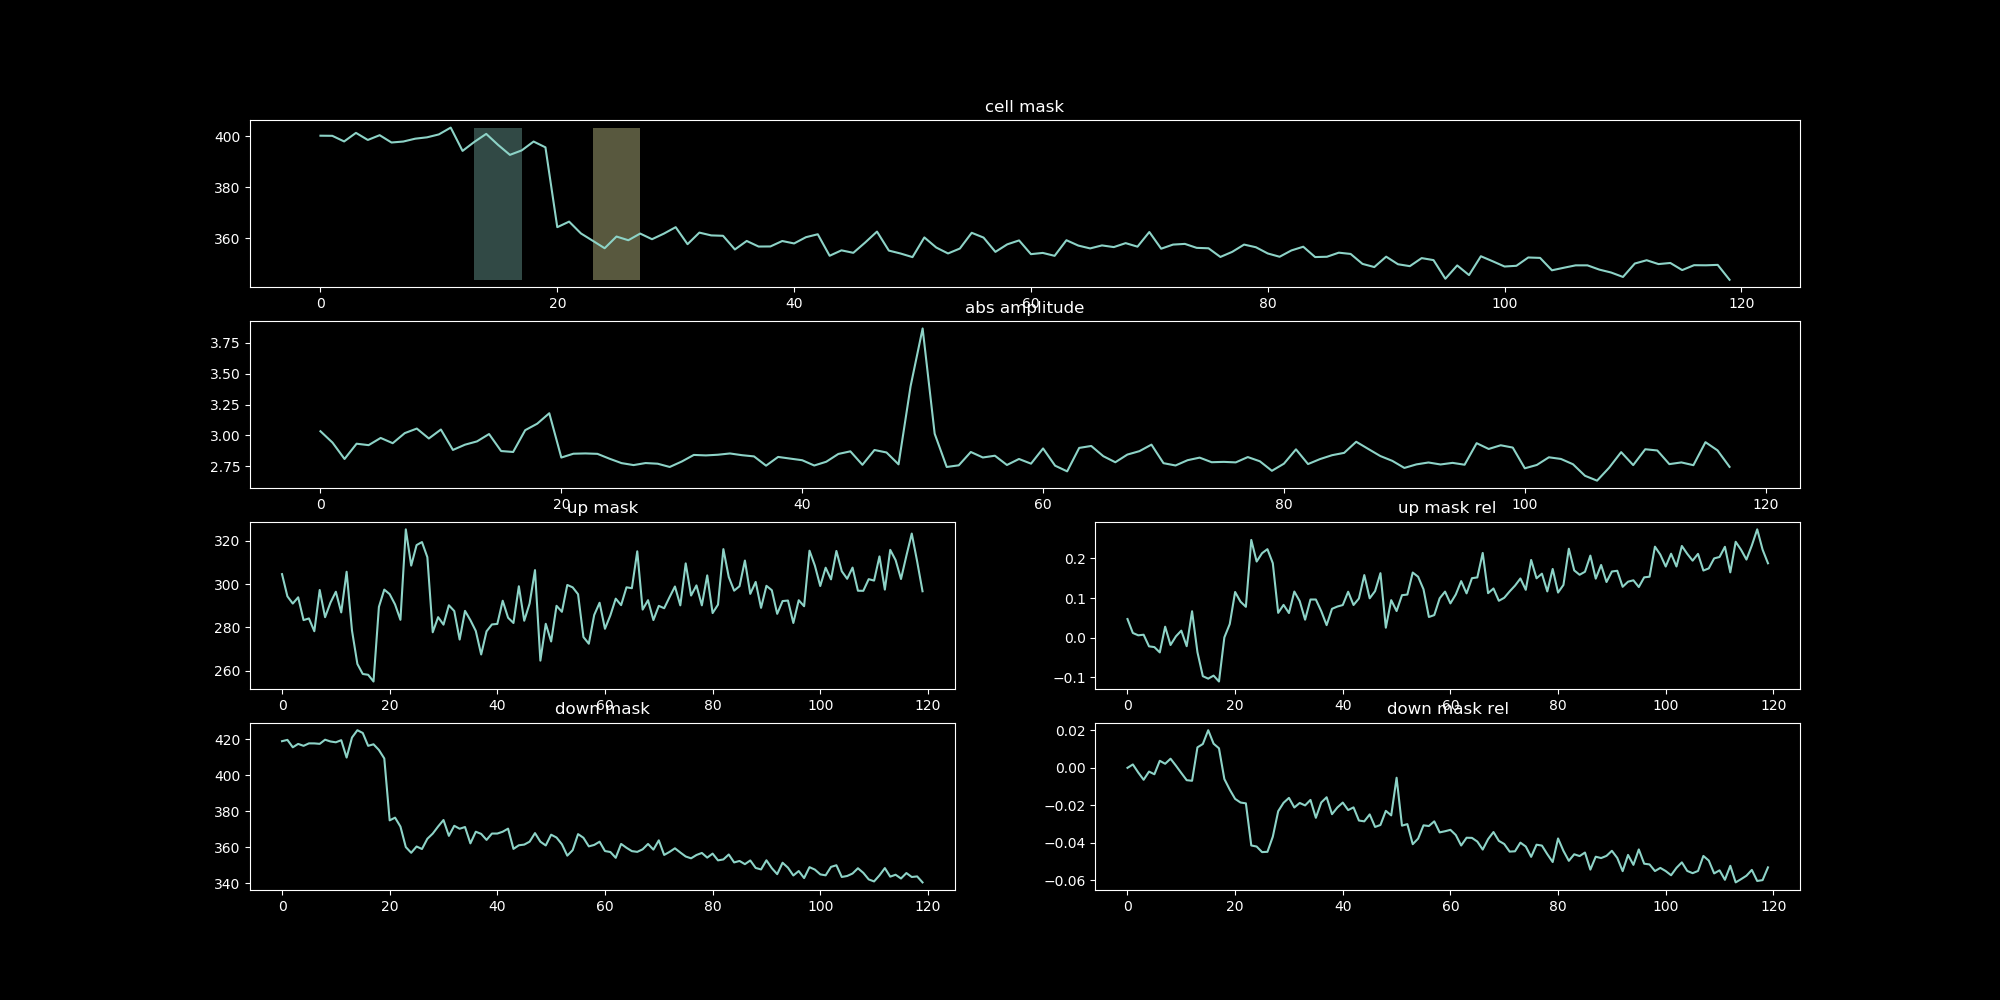 cell mask
400
380
360
0 20 40 60 80 100 120
abs amplitude
3.75
3.50
3.25
3.00
2.75
0 20 40 60 80 100 120
up mask
320
300
280
260
0 20 40 60 80 100 120
up mask rel
0.2
0.1
0.0
−0.1
0 20 40 60 80 100 120
down mask
420
400
380
360
340
0 20 40 60 80 100 120
down mask rel
0.02
0.00
−0.02
−0.04
−0.06
0 20 40 60 80 100 120